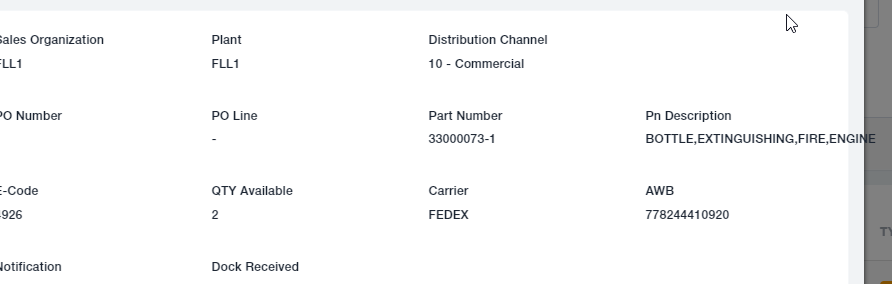 Sales Organization Plant Distribution Channel
FLL1 FLL1 10 - Commercial
PO Number PO Line Part Number Pn Description
- 33000073-1 BOTTLE,EXTINGUISHING,FIRE,ENGINE
E-Code QTY Available Carrier AWB
926 2 FEDEX 778244410920
TY
Notification Dock Received